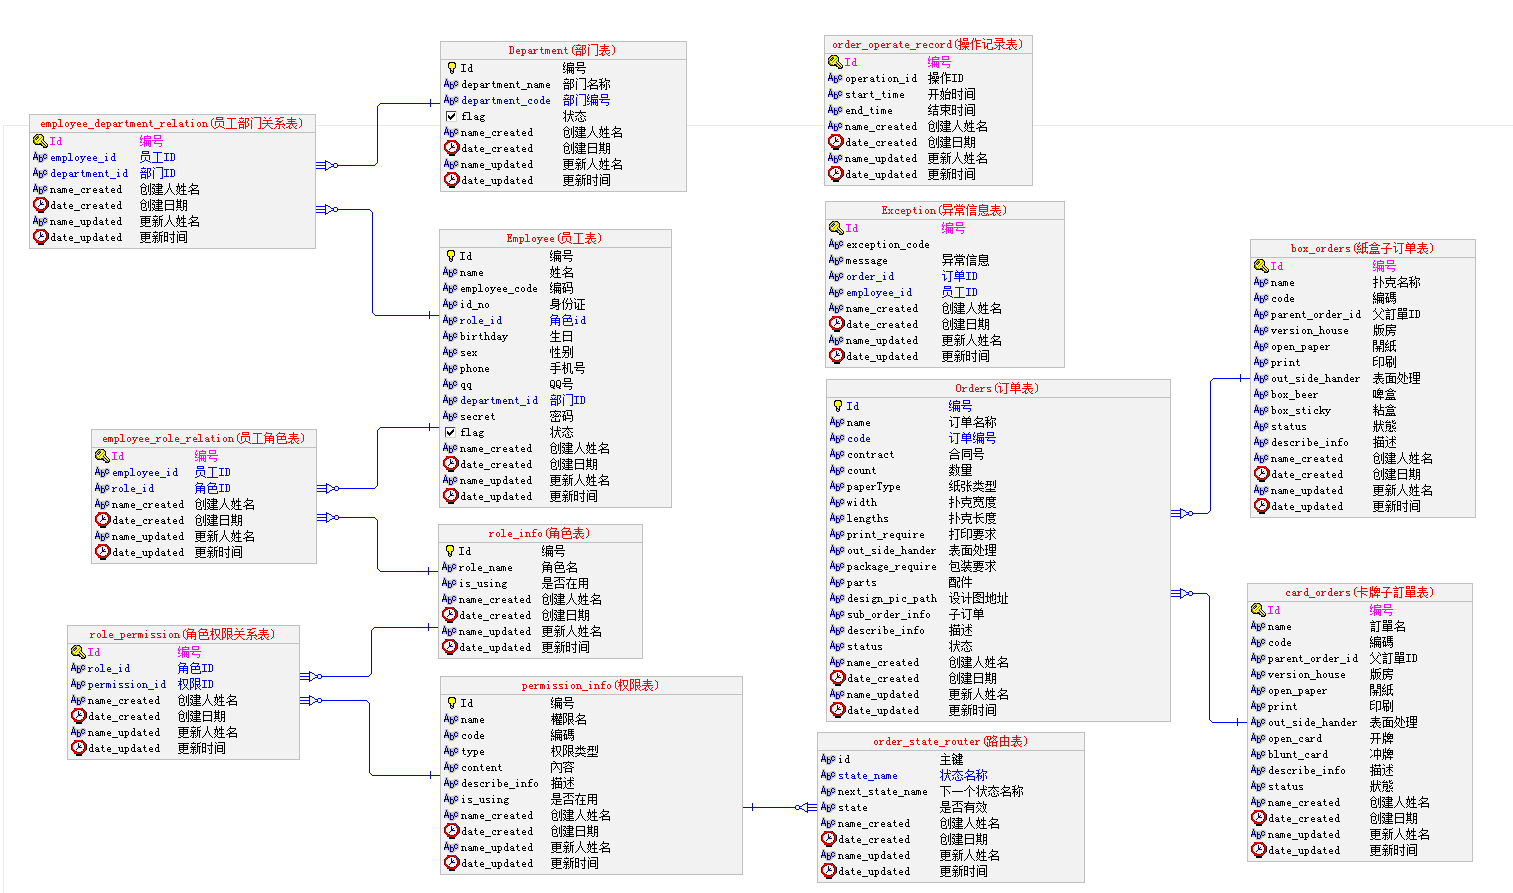 employee_department_relation(员工部门关系表)
Id 编号
employee_id 员工ID
department_id 部门ID
name_created 创建人姓名
date_created 创建日期
name_updated 更新人姓名
date_updated 更新时间
employee_role_relation(员工角色表)
Id 编号
employee_id 员工ID
role_id 角色ID
name_created 创建人姓名
date_created 创建日期
name_updated 更新人姓名
date_updated 更新时间
role_permission(角色权限关系表)
Id 编号
role_id 角色ID
permission_id 权限ID
name_created 创建人姓名
date_created 创建日期
name_updated 更新人姓名
date_updated 更新时间
Department(部门表)
Id 编号
department_name 部门名称
department_code 部门编号
flag 状态
name_created 创建人姓名
date_created 创建日期
name_updated 更新人姓名
date_updated 更新时间
Employee(员工表)
Id 编号
name 姓名
employee_code 编码
id_no 身份证
role_id 角色id
birthday 生日
sex 性别
phone 手机号
qq QQ号
department_id 部门ID
secret 密码
flag 状态
name_created 创建人姓名
date_created 创建日期
name_updated 更新人姓名
date_updated 更新时间
role_info(角色表)
Id 编号
role_name 角色名
is_using 是否在用
name_created 创建人姓名
date_created 创建日期
name_updated 更新人姓名
date_updated 更新时间
permission_info(权限表)
Id 编号
name 權限名
code 编碼
type 权限类型
content 內容
describe_info 描述
is_using 是否在用
name_created 创建人姓名
date_created 创建日期
name_updated 更新人姓名
date_updated 更新时间
order_operate_record(操作记录表)
Id 编号
operation_id 操作ID
start_time 开始时间
end_time 结束时间
name_created 创建人姓名
date_created 创建日期
name_updated 更新人姓名
date_updated 更新时间
Exception(异常信息表)
Id 编号
exception_code
message 异常信息
order_id 订单ID
employee_id 员工ID
name_created 创建人姓名
date_created 创建日期
name_updated 更新人姓名
date_updated 更新时间
Orders(订单表)
Id 编号
name 订单名称
code 订单编号
contract 合同号
count 数量
paperType 纸张类型
width 扑克宽度
lengths 扑克长度
print_require 打印要求
out_side_hander 表面处理
package_require 包装要求
parts 配件
design_pic_path 设计图地址
sub_order_info 子订单
describe_info 描述
status 状态
name_created 创建人姓名
date_created 创建日期
name_updated 更新人姓名
date_updated 更新时间
order_state_router(路由表)
id 主键
state_name 状态名称
next_state_name 下一个状态名称
state 是否有效
name_created 创建人姓名
date_created 创建日期
name_updated 更新人姓名
date_updated 更新时间
box_orders(纸盒子订单表)
Id 编号
name 扑克名称
code 編碼
parent_order_id 父訂單ID
version_house 版房
open_paper 開紙
print 印刷
out_side_hander 表面处理
box_beer 啤盒
box_sticky 粘盒
status 狀態
describe_info 描述
name_created 创建人姓名
date_created 创建日期
name_updated 更新人姓名
date_updated 更新时间
card_orders(卡牌子訂單表)
Id 编号
name 訂單名
code 編碼
parent_order_id 父訂單ID
version_house 版房
open_paper 開紙
print 印刷
out_side_hander 表面处理
open_card 开牌
blunt_card 冲牌
describe_info 描述
status 狀態
name_created 创建人姓名
date_created 创建日期
name_updated 更新人姓名
date_updated 更新时间